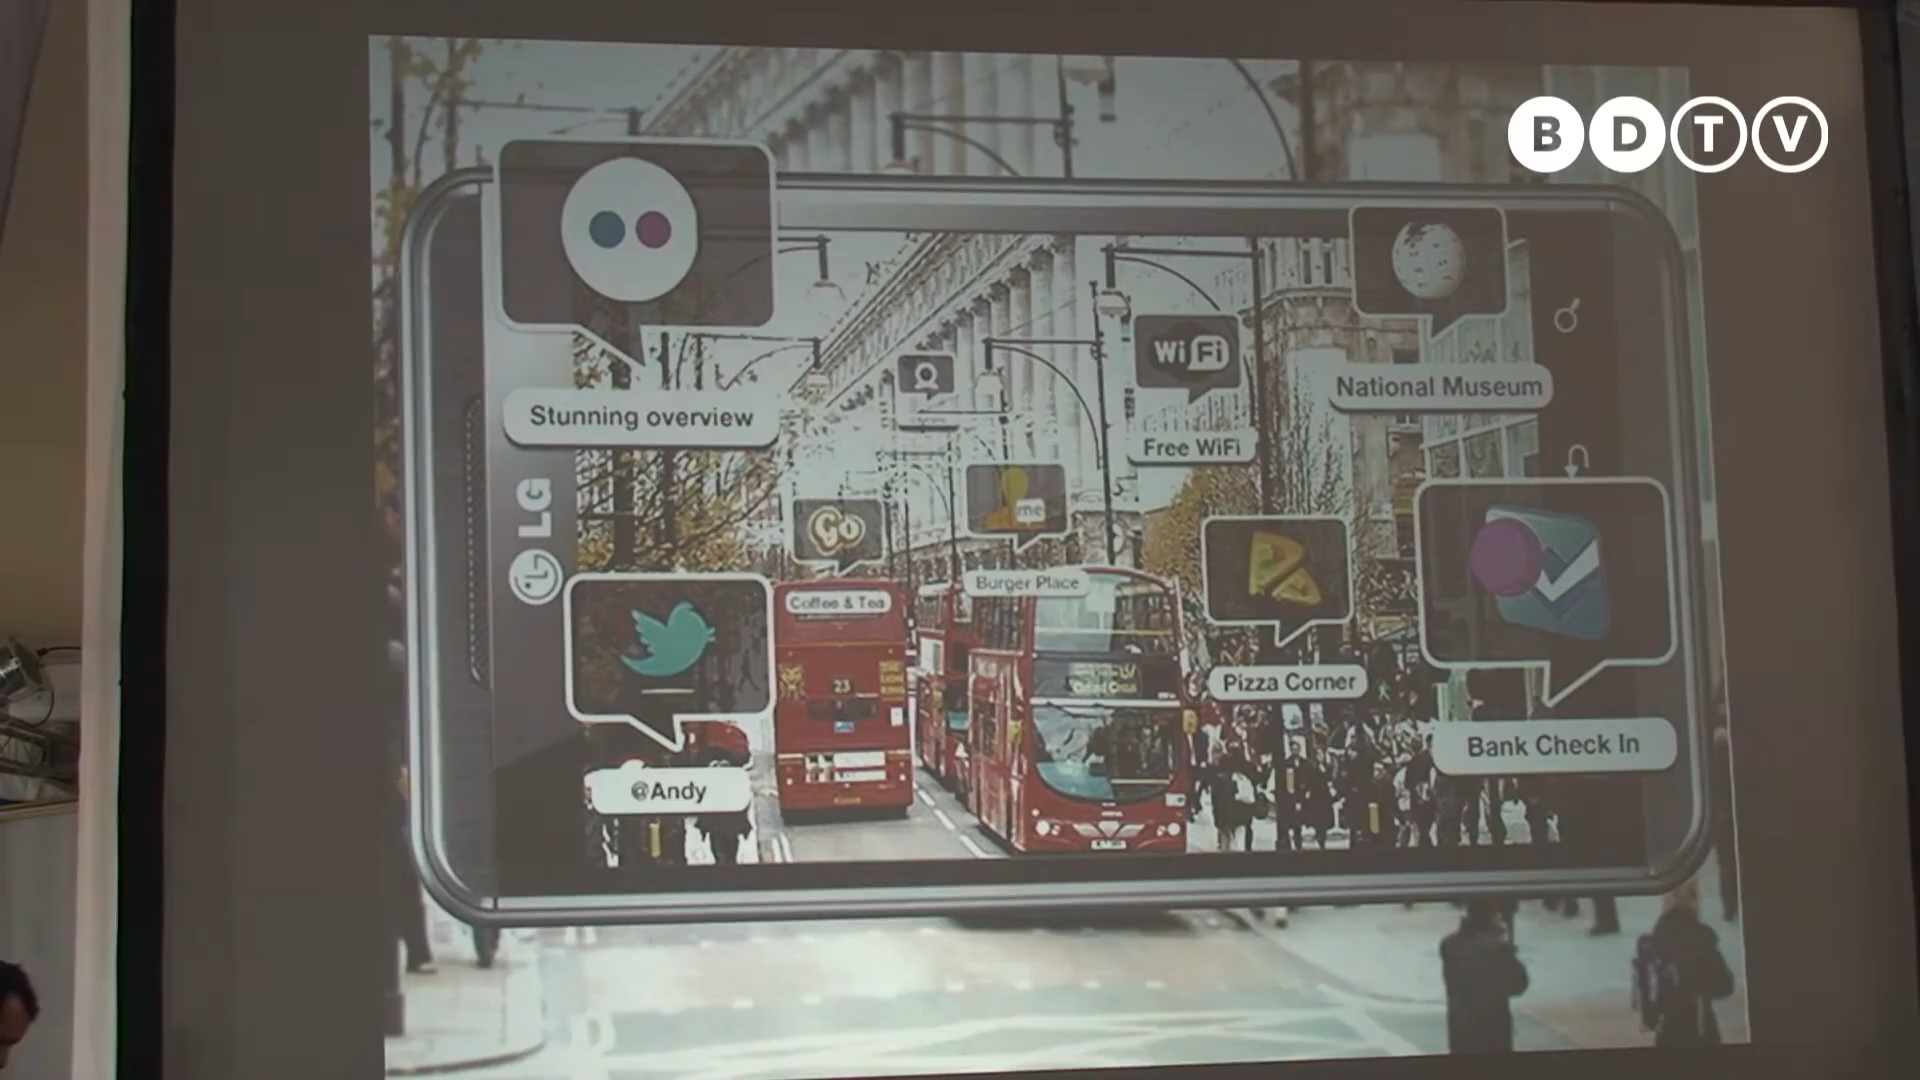 BDTV
WiFi
National Museum
Stunning overview
Free WiFi
LG
me
Go
Burger Place
Coffee & Tea
23
Pizza Corner
Bank Check In
@Andy